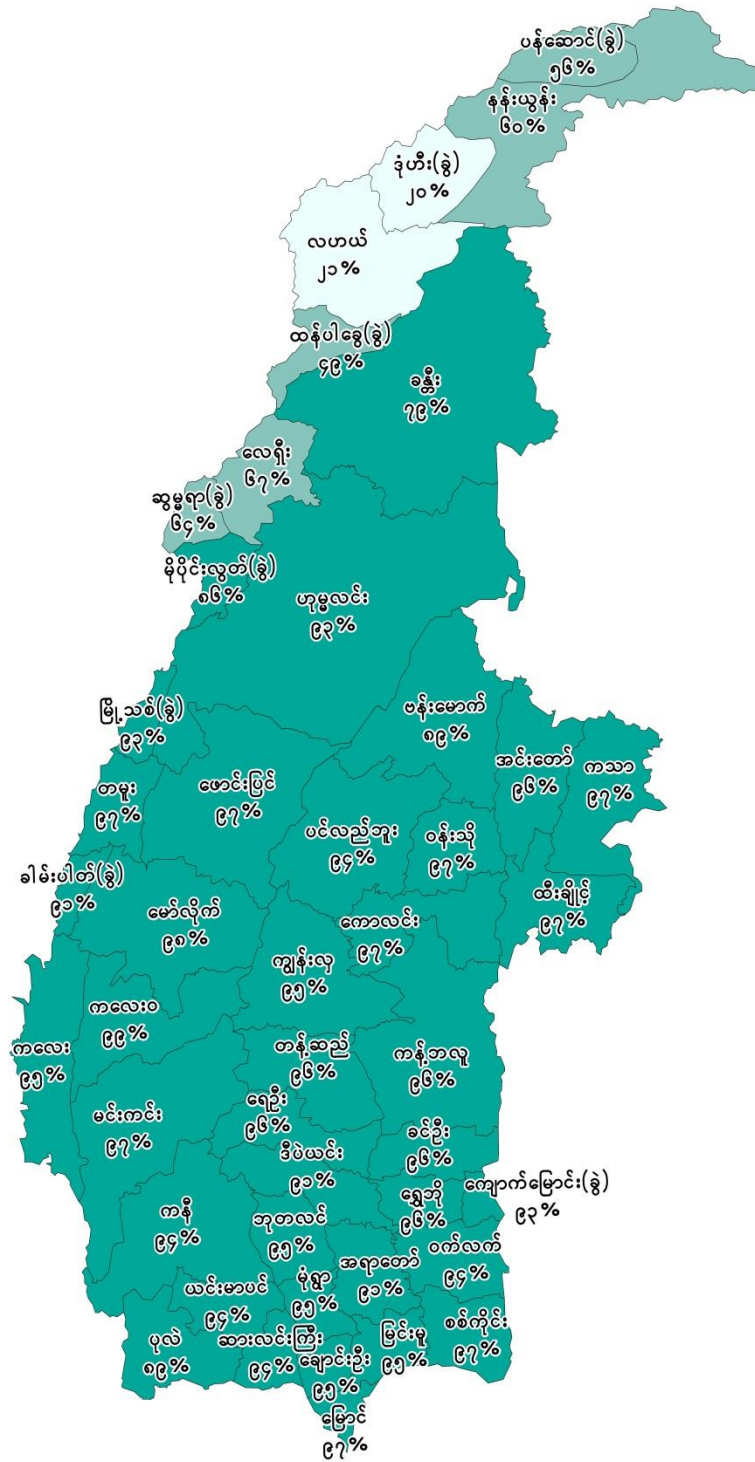 ပန်ဆောင်(ခွဲ)
၅၆%
နန်းယွန်း
၆၀%
ဒုံဟီး(ခွဲ)
၂၀%
လဟယ်
၂၁%
ထန်ပါခွေ(ခွဲ)
၄၉%
ခန္တီး
၇၉%
လေရှီး
၆၇%
ဆွမ္မရာ(ခွဲ)
၆၄%
မိုပိုင်းလွတ်(ခွဲ)
၈၆%
ဟုမ္မလင်း
၉၃%
မြို့သစ်(ခွဲ)
၉၃%
ဗန်းမောက်
၈၉%
အင်းတော်
၉၆%
ကသာ
၉၇%
တမူး
၉၇%
ဖောင်းပြင်
၉၇%
ပင်လည်ဘူး
၉၄%
ဝန်းသို
၉၇%
ခါမ်းပါတ်(ခွဲ)
၉၁%
မော်လိုက်
၉၈%
ကောလင်း
၉၇%
ထီးချိုင့်
၉၇%
ကျွန်းလှ
၉၅%
ကလေးဝ
၉၉%
ကလေး
၉၅%
တန့်ဆည်
၉၆%
ကန့်ဘလူ
၉၆%
မင်းကင်း
၉၇%
ရေဦး
၉၆%
ခင်ဦး
၉၆%
ဒီပဲယင်း
၉၁%
ကျောက်မြောင်း(ခွဲ)
၉၃%
ရွှေဘို
၉၆%
ကနီ
၉၄%
ဘုတလင်
၉၅%
အရာတော်
၉၁%
ဝက်လက်
၉၄%
ယင်းမာပင်
၉၄%
မုံရွာ
၉၅%
စစ်ကိုင်း
၉၇%
ပုလဲ
၈၉%
ဆားလင်းကြီး
၉၄%
ချောင်းဦး
၉၅%
မြင်းမူ
၉၅%
မြောင်
၉၇%